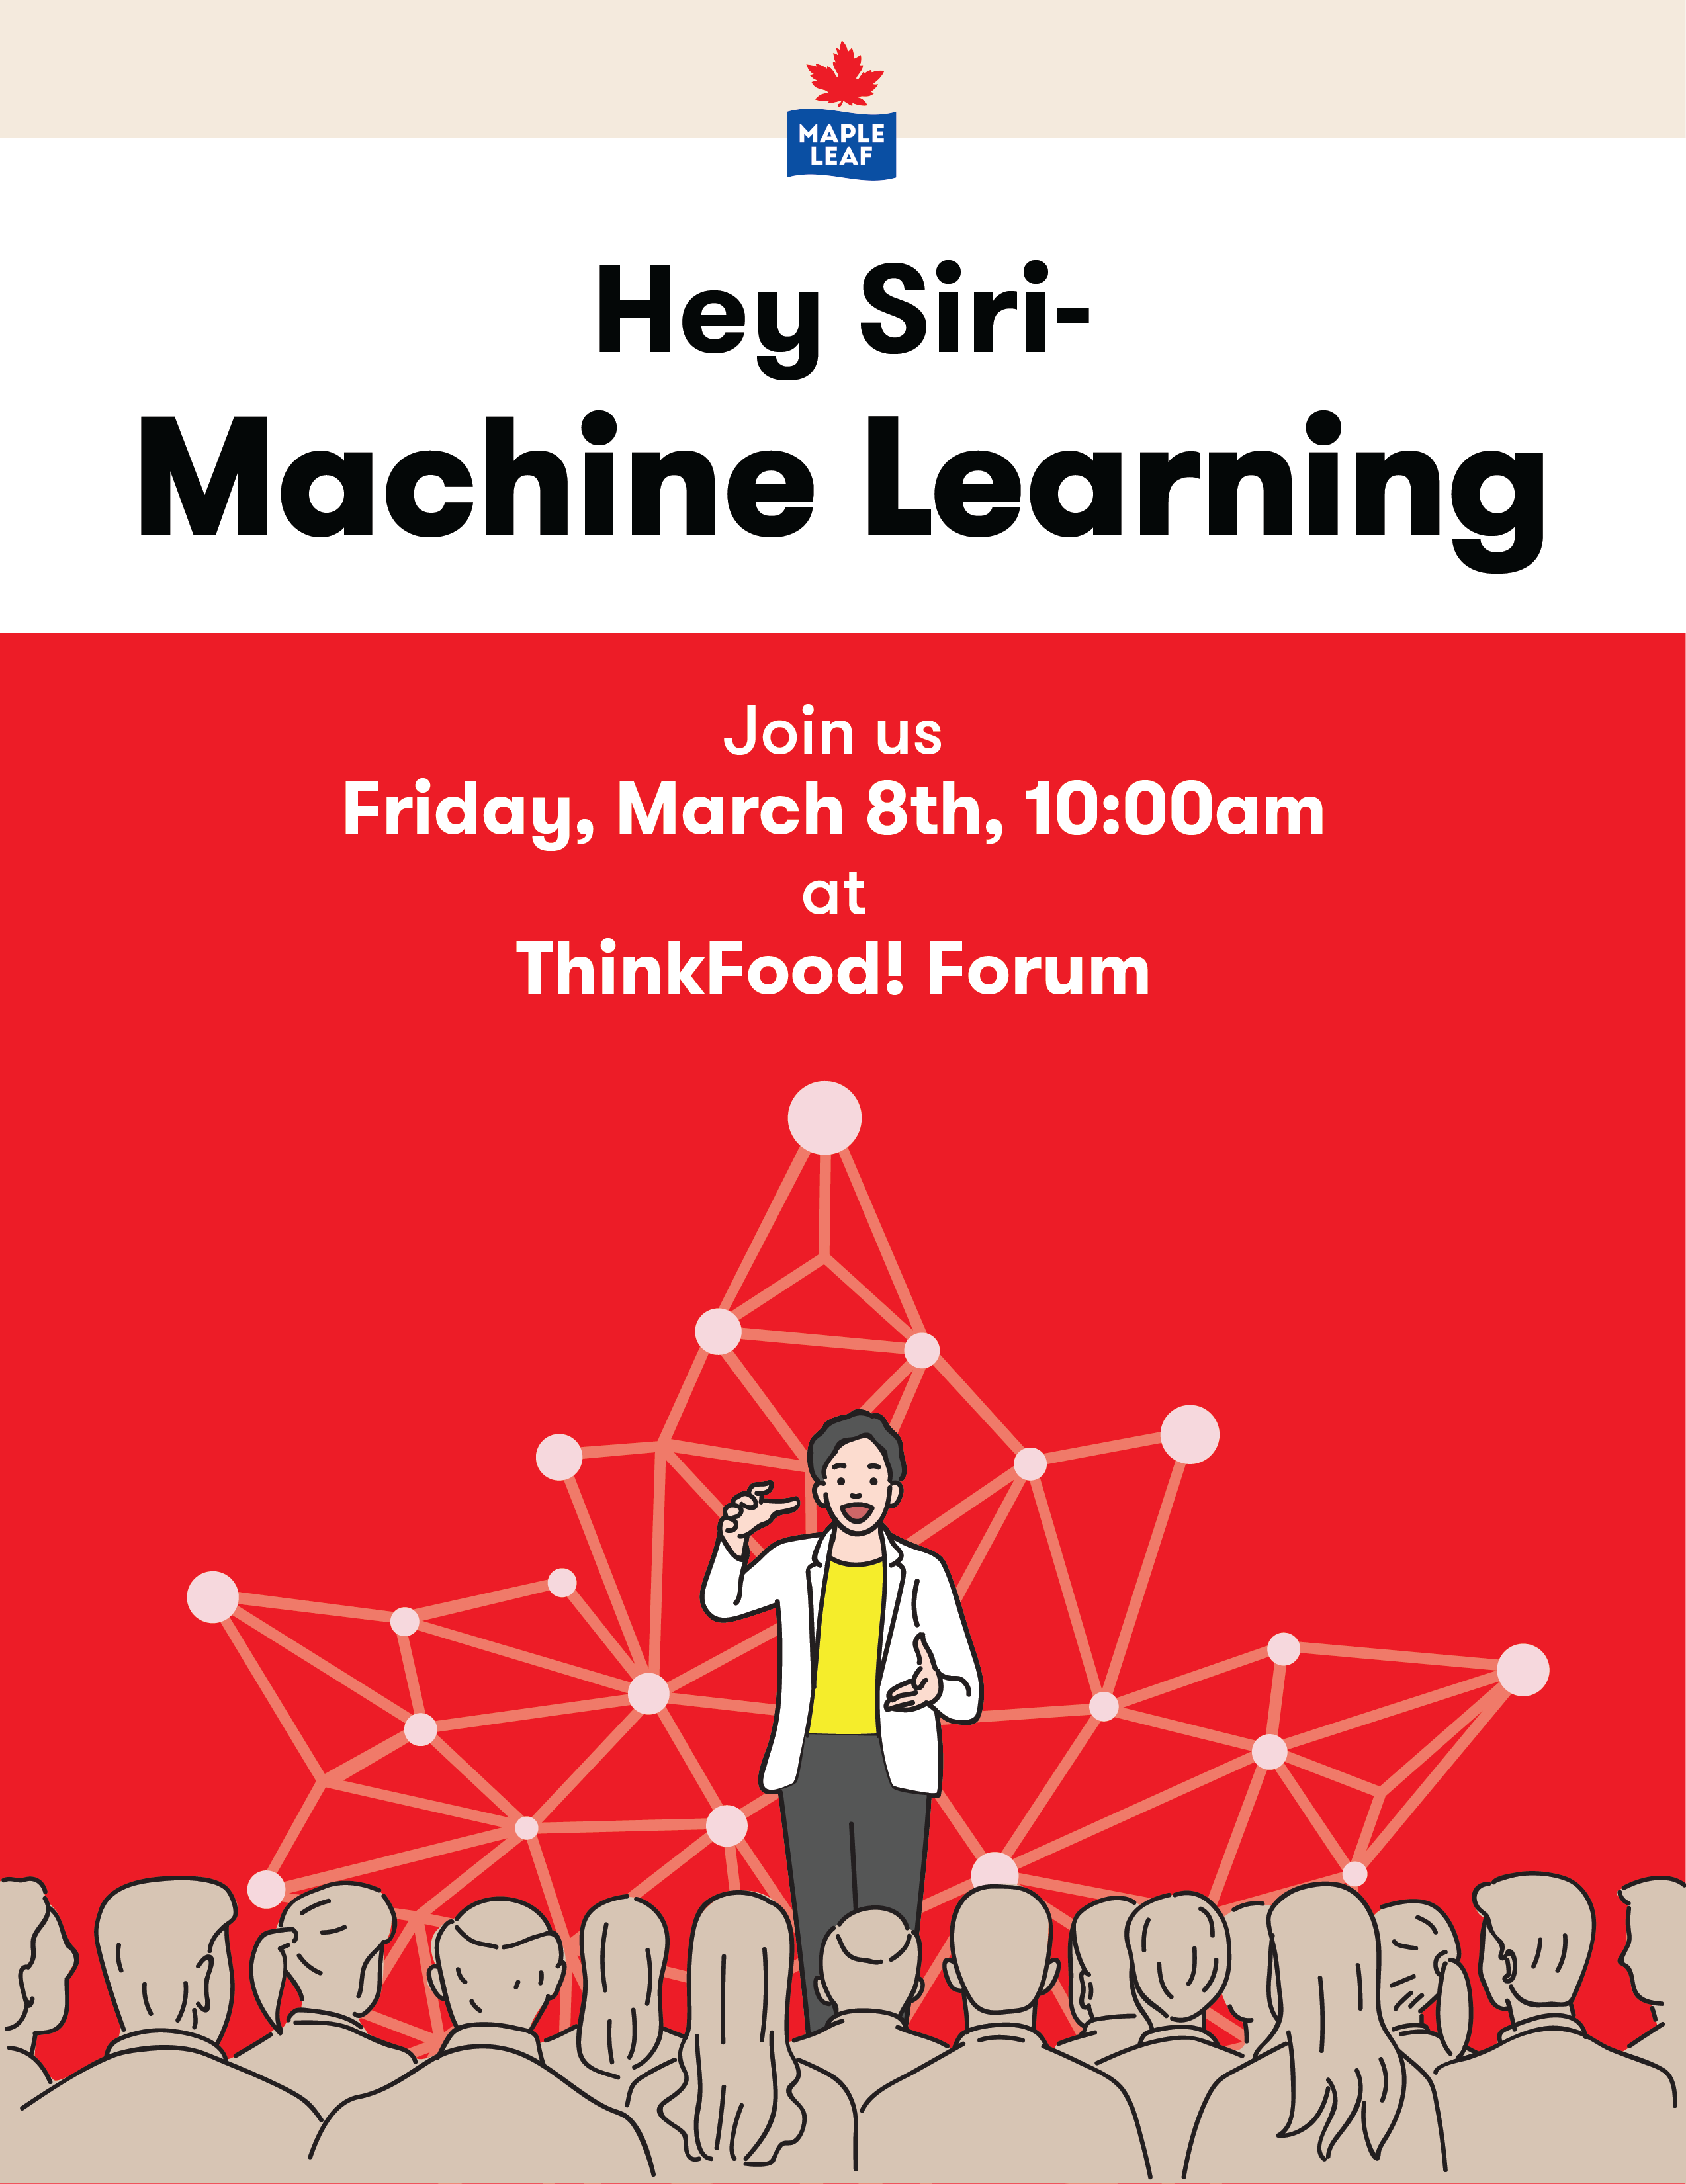 MAPLE
LEAF
Hey Siri-
Machine Learning
Join us
Friday, March 8th, 10:00am
at
ThinkFood! Forum